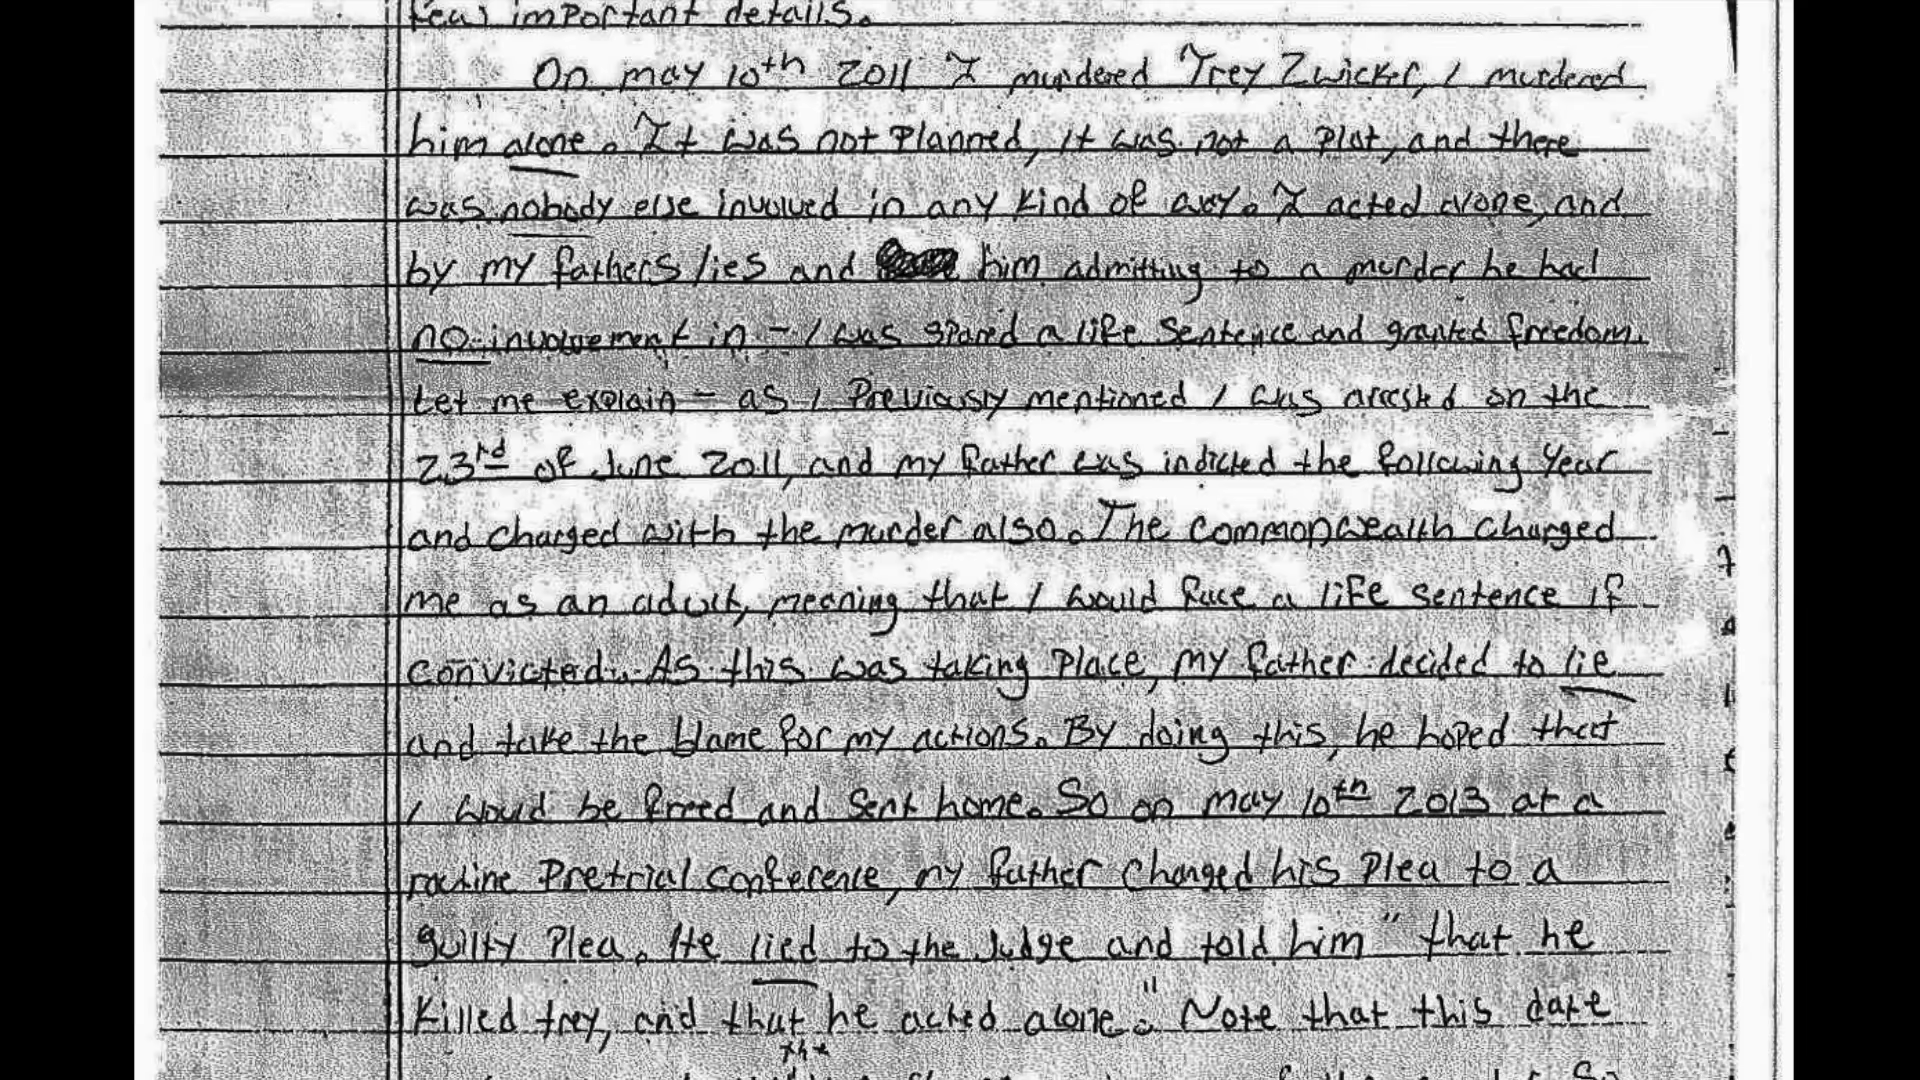 few important details.
On may 10th 2011 I murdered Trey Zwicker, I murdered
him alone. It was not planned, it was not a plot, and there
was nobody else involved in any kind of way. I acted alone, and
by my fathers lies and him admitting to a murder he had
no involvement in - I was spared a life sentence and granted freedom.
Let me explain - as I previously mentioned I was arrested on the
23rd of June 2011, and my father was indicted the following year
and charged with the murder also. The commonwealth charged
me as an adult, meaning that I would face a life sentence if
convicted. As this was taking place, my father decided to lie
and take the blame for my actions. By doing this, he hoped that
I would be freed and sent home. So on may 10th 2013 at a
routine pretrial conference, my father changed his plea to a
guilty plea. He lied to the Judge and told him "that he
killed trey, and that he acted alone." Note that this date
the